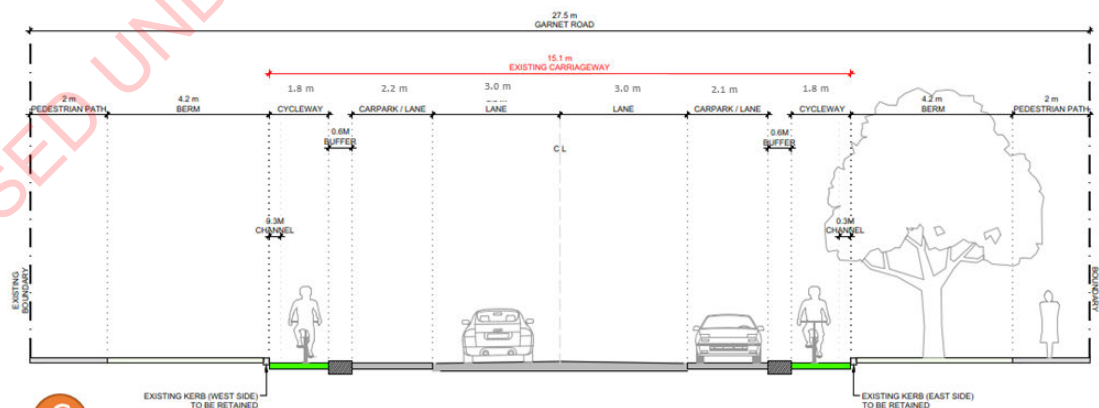 27.5 m
GARNET ROAD
15.1 m
EXISTING CARRIAGEWAY
2 m
PEDESTRIAN PATH
4.2 m
BERM
1.8 m
CYCLEWAY
2.2 m
CARPARK / LANE
3.0 m
LANE
3.0 m
LANE
2.1 m
CARPARK / LANE
1.8 m
CYCLEWAY
4.2 m
BERM
2 m
PEDESTRIAN PATH
0.6M
BUFFER
0.6M
BUFFER
C L
0.3M
CHANNEL
0.3M
CHANNEL
EXISTING
BOUNDARY
BOUNDARY
EXISTING KERB (WEST SIDE)
TO BE RETAINED
EXISTING KERB (EAST SIDE)
TO BE RETAINED
SED UN